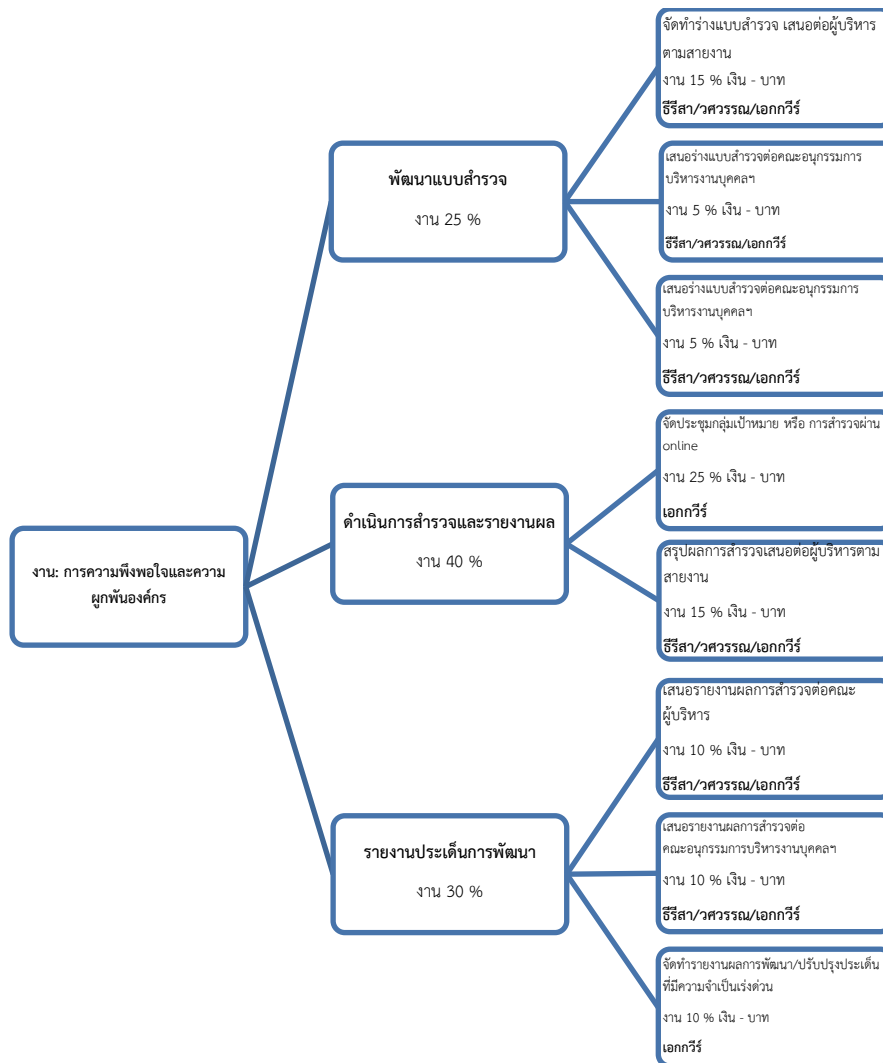 งาน: การความพึงพอใจและความ
ผูกพันองค์กร
พัฒนาแบบสำรวจ
งาน 25 %
จัดทำร่างแบบสำรวจ เสนอต่อผู้บริหาร
ตามสายงาน
งาน 15 % เงิน - บาท
ธีรีสา/วศวรรณ/เอกกวีร์
เสนอร่างแบบสำรวจต่อคณะอนุกรรมการ
บริหารงานบุคคลฯ
งาน 5 % เงิน - บาท
ธีรีสา/วศวรรณ/เอกกวีร์
เสนอร่างแบบสำรวจต่อคณะอนุกรรมการ
บริหารงานบุคคลฯ
งาน 5 % เงิน - บาท
ธีรีสา/วศวรรณ/เอกกวีร์
ดำเนินการสำรวจและรายงานผล
งาน 40 %
จัดประชุมกลุ่มเป้าหมาย หรือ การสำรวจผ่าน
online
งาน 25 % เงิน - บาท
เอกกวีร์
สรุปผลการสำรวจเสนอต่อผู้บริหารตาม
สายงาน
งาน 15 % เงิน - บาท
ธีรีสา/วศวรรณ/เอกกวีร์
รายงานประเด็นการพัฒนา
งาน 30 %
เสนอรายงานผลการสำรวจต่อคณะ
ผู้บริหาร
งาน 10 % เงิน - บาท
ธีรีสา/วศวรรณ/เอกกวีร์
เสนอรายงานผลการสำรวจต่อ
คณะอนุกรรมการบริหารงานบุคคลฯ
งาน 10 % เงิน - บาท
ธีรีสา/วศวรรณ/เอกกวีร์
จัดทำรายงานผลการพัฒนา/ปรับปรุงประเด็น
ที่มีความจำเป็นเร่งด่วน
งาน 10 % เงิน - บาท
เอกกวีร์